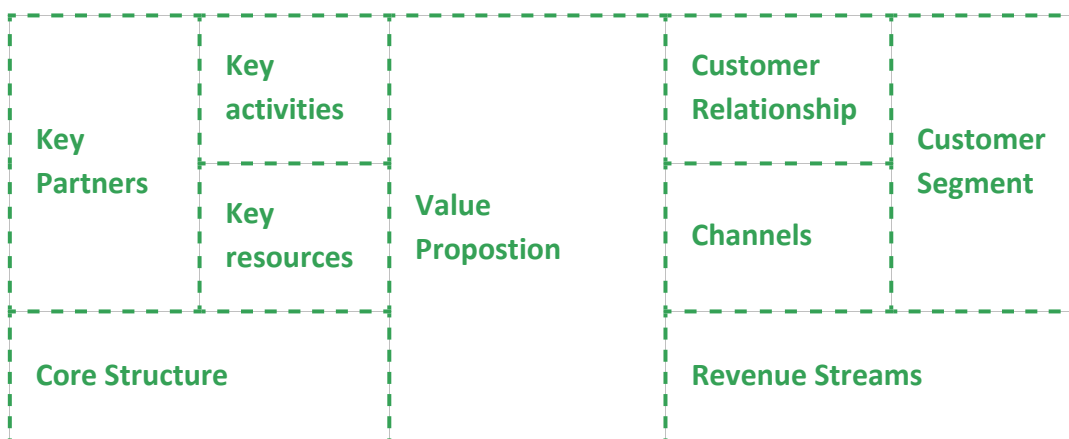 Key
Partners
Key
activities
Key
resources
Value
Propostion
Customer
Relationship
Channels
Customer
Segment
Core Structure
Revenue Streams